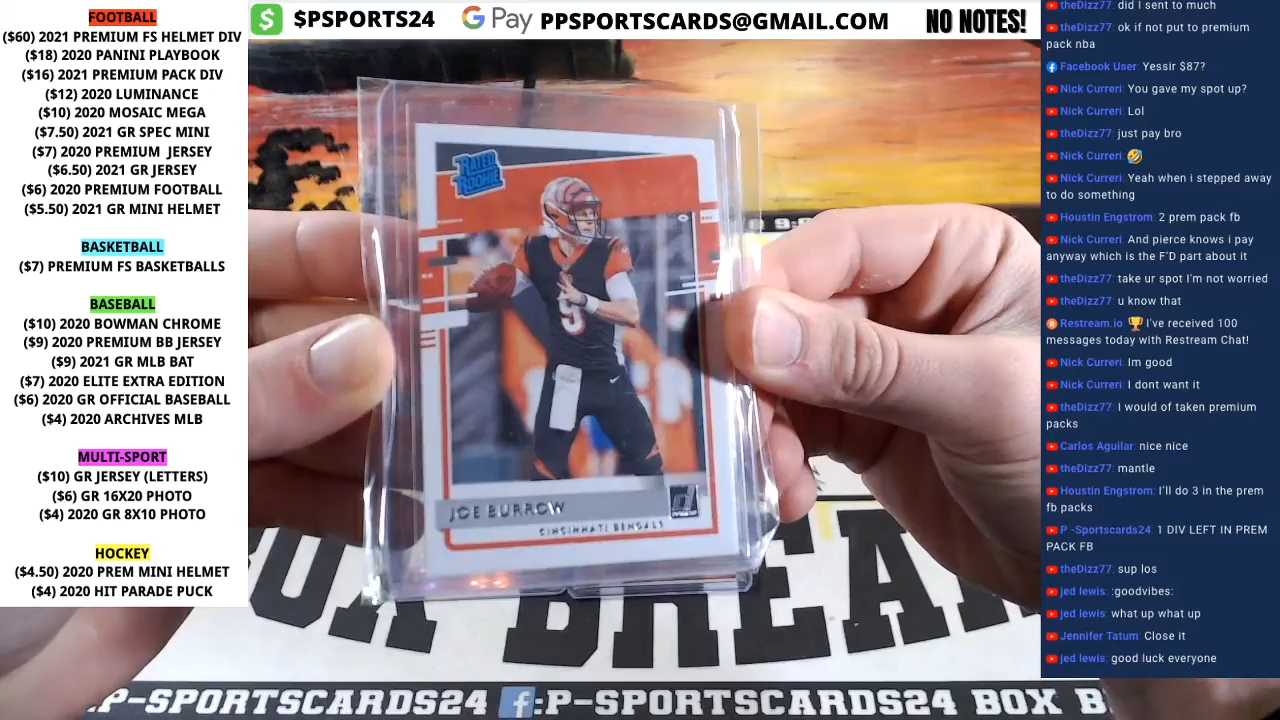 FOOTBALL
($60) 2021 PREMIUM FS HELMET DIV
($18) 2020 PANINI PLAYBOOK
($16) 2021 PREMIUM PACK DIV
($12) 2020 LUMINANCE
($10) 2020 MOSAIC MEGA
($7.50) 2021 GR SPEC MINI
($7) 2020 PREMIUM JERSEY
($6.50) 2021 GR JERSEY
($6) 2020 PREMIUM FOOTBALL
($5.50) 2021 GR MINI HELMET
BASKETBALL
($7) PREMIUM FS BASKETBALLS
BASEBALL
($10) 2020 BOWMAN CHROME
($9) 2020 PREMIUM BB JERSEY
($9) 2021 GR MLB BAT
($7) 2020 ELITE EXTRA EDITION
($6) 2020 GR OFFICIAL BASEBALL
($4) 2020 ARCHIVES MLB
MULTI-SPORT
($10) GR JERSEY (LETTERS)
($6) GR 16X20 PHOTO
($4) 2020 GR 8X10 PHOTO
HOCKEY
($4.50) 2020 PREM MINI HELMET
($4) 2020 HIT PARADE PUCK
$PSPORTS24 G Pay PPSPORTSCARDS@GMAIL.COM NO NOTES!
RATED
ROOKIE
9
JOE BURROW
CINCINNATI BENGALS
BREAK
P-SPORTSCARDS24 f:P-SPORTSCARDS24 BOX B
theDizz77: did I sent to much
theDizz77: ok if not put to premium
pack nba
Facebook User: Yessir $87?
Nick Curreri: You gave my spot up?
Nick Curreri: Lol
theDizz77: just pay bro
Nick Curreri: 🤣
Nick Curreri: Yeah when i stepped away
to do something
Houstin Engstrom: 2 prem pack fb
Nick Curreri: And pierce knows i pay
anyway which is the F'D part about it
theDizz77: take ur spot I'm not worried
theDizz77: u know that
Restream.io 🏆 I've received 100
messages today with Restream Chat!
Nick Curreri: Im good
Nick Curreri: I dont want it
theDizz77: I would of taken premium
packs
Carlos Aguilar: nice nice
theDizz77: mantle
Houstin Engstrom: I'll do 3 in the prem
fb packs
P -Sportscards24: 1 DIV LEFT IN PREM
PACK FB
theDizz77: sup los
jed lewis: :goodvibes:
jed lewis: what up what up
Jennifer Tatum: Close it
jed lewis: good luck everyone